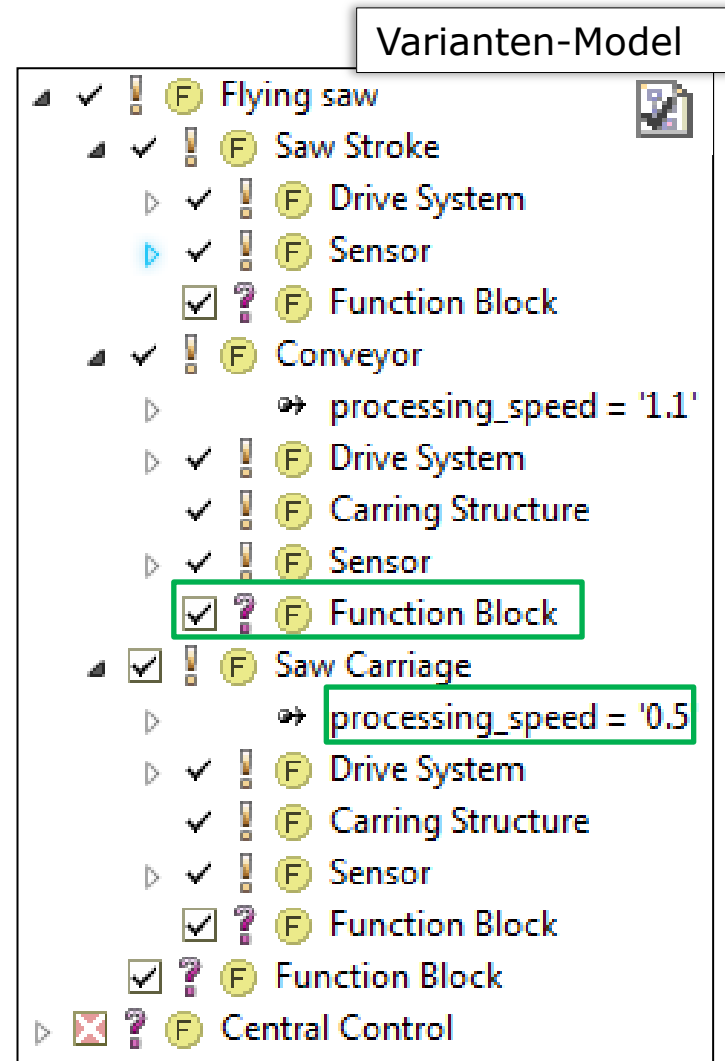 Varianten-Model
! F Flying saw
! F Saw Stroke
! F Drive System
! F Sensor
? F Function Block
! F Conveyor
processing_speed = '1.1'
! F Drive System
! F Carring Structure
! F Sensor
? F Function Block
! F Saw Carriage
processing_speed = '0.5
! F Drive System
! F Carring Structure
! F Sensor
? F Function Block
? F Function Block
? F Central Control